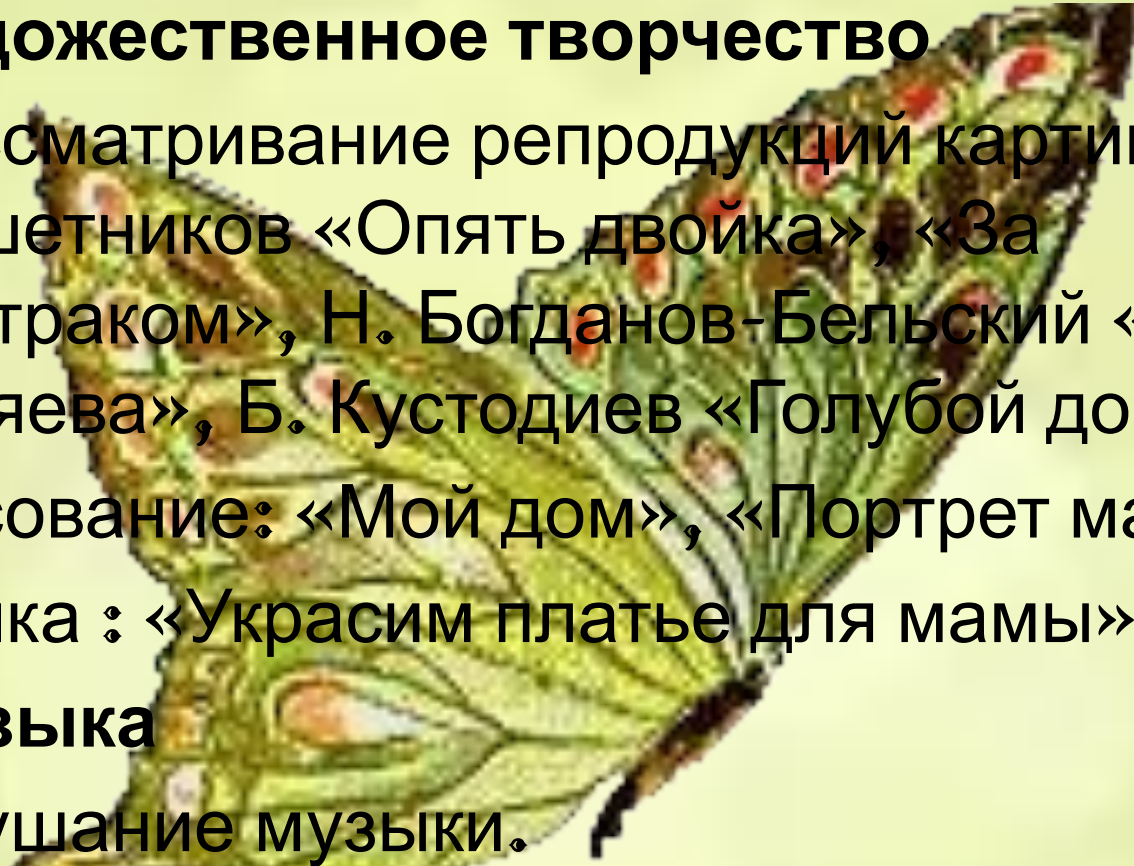 дожественное творчество
сматривание репродукций картин
шетников «Опять двойка», «За
траком», Н. Богданов-Бельский «
яева», Б. Кустодиев «Голубой до
сование: «Мой дом», «Портрет ма
ка : «Украсим платье для мамы»
зыка
ушание музыки.